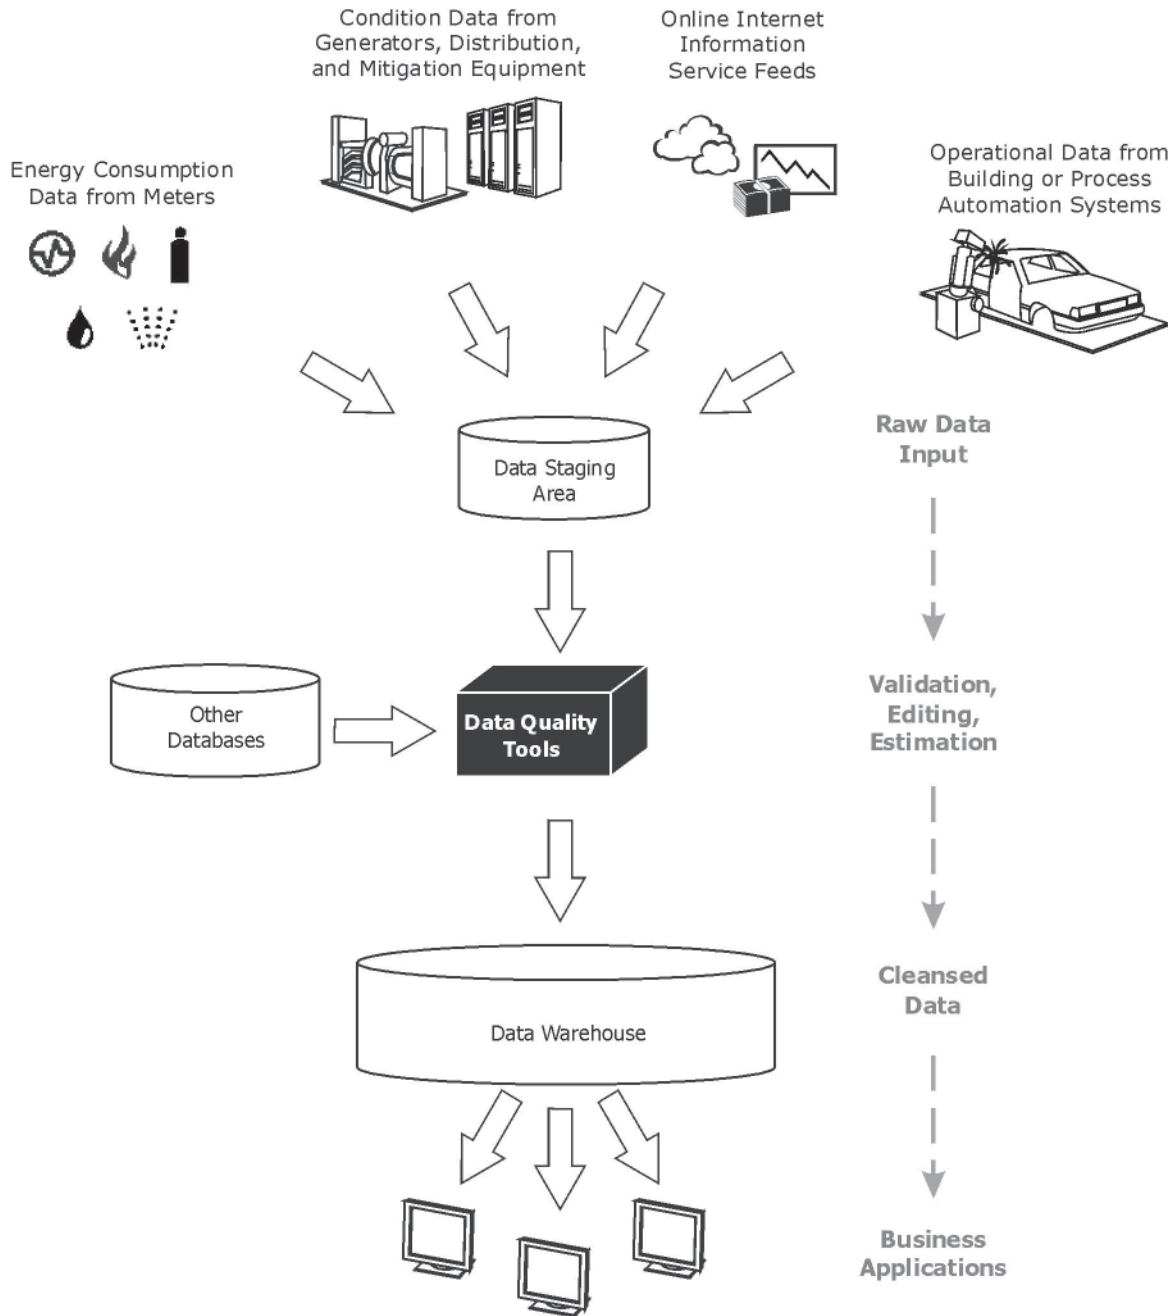 Condition Data from
Generators, Distribution,
and Mitigation Equipment
Online Internet
Information
Service Feeds
Energy Consumption
Data from Meters
Operational Data from
Building or Process
Automation Systems
Data Staging
Area
Raw Data
Input
Other
Databases
Data Quality
Tools
Validation,
Editing,
Estimation
Data Warehouse
Cleansed
Data
Business
Applications